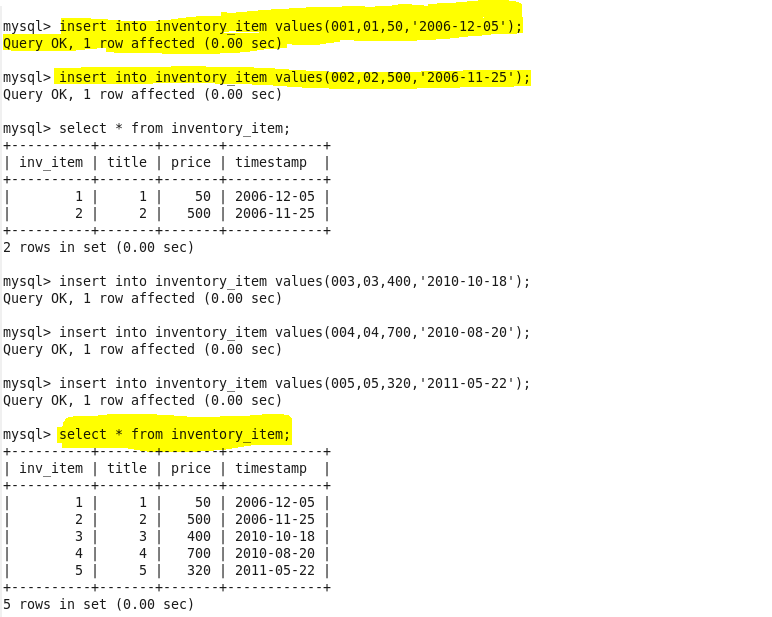 mysql> insert into inventory_item values(001,01,50,'2006-12-05');
Query OK, 1 row affected (0.00 sec)

mysql> insert into inventory_item values(002,02,500,'2006-11-25');
Query OK, 1 row affected (0.00 sec)

mysql> select * from inventory_item;
+----------+-------+-------+------------+
| inv_item | title | price | timestamp  |
+----------+-------+-------+------------+
|        1 |     1 |    50 | 2006-12-05 |
|        2 |     2 |   500 | 2006-11-25 |
+----------+-------+-------+------------+
2 rows in set (0.00 sec)

mysql> insert into inventory_item values(003,03,400,'2010-10-18');
Query OK, 1 row affected (0.00 sec)

mysql> insert into inventory_item values(004,04,700,'2010-08-20');
Query OK, 1 row affected (0.00 sec)

mysql> insert into inventory_item values(005,05,320,'2011-05-22');
Query OK, 1 row affected (0.00 sec)

mysql> select * from inventory_item;
+----------+-------+-------+------------+
| inv_item | title | price | timestamp  |
+----------+-------+-------+------------+
|        1 |     1 |    50 | 2006-12-05 |
|        2 |     2 |   500 | 2006-11-25 |
|        3 |     3 |   400 | 2010-10-18 |
|        4 |     4 |   700 | 2010-08-20 |
|        5 |     5 |   320 | 2011-05-22 |
+----------+-------+-------+------------+
5 rows in set (0.00 sec)